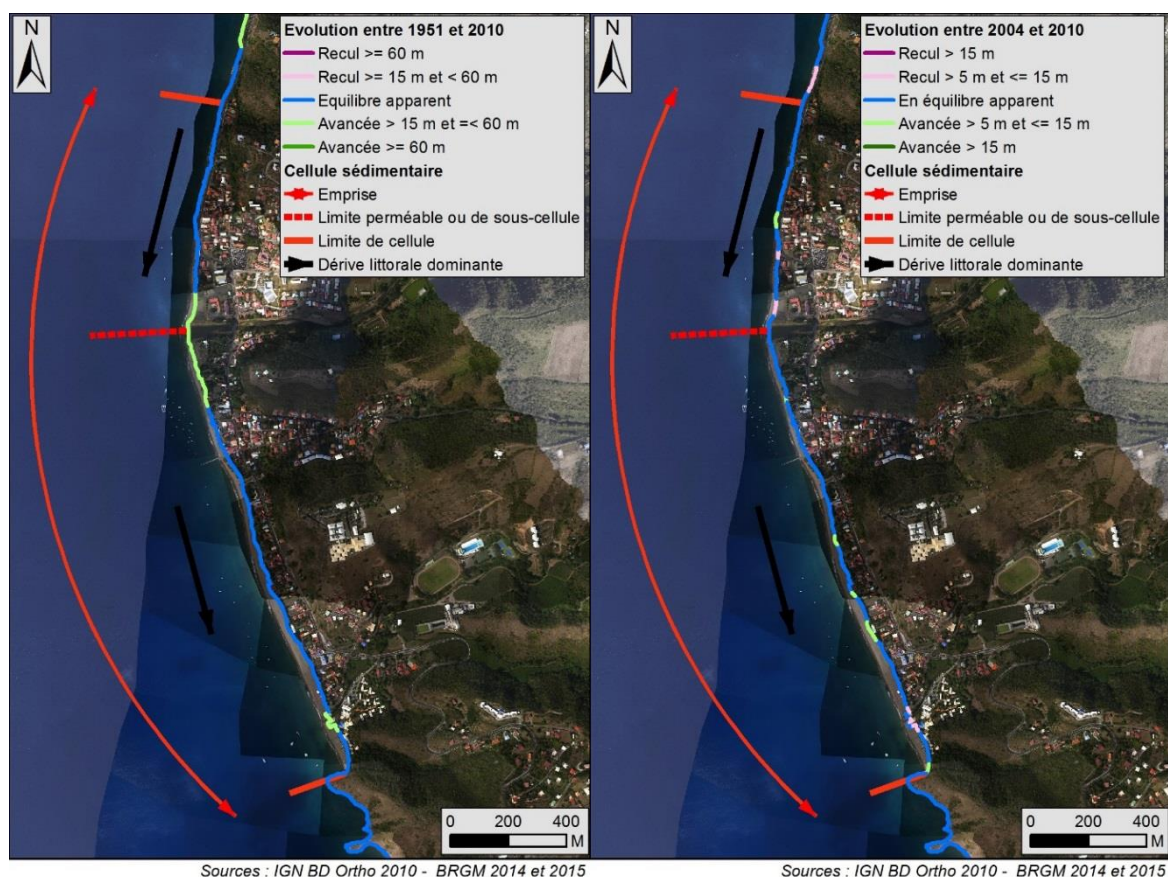 N
Evolution entre 1951 et 2010
Recul >= 60 m
Recul >= 15 m et < 60 m
Equilibre apparent
Avancée > 15 m et =< 60 m
Avancée >= 60 m
Cellule sédimentaire
Emprise
Limite perméable ou de sous-cellule
Limite de cellule
Dérive littorale dominante
0 200 400
M
Sources : IGN BD Ortho 2010 - BRGM 2014 et 2015
N
Evolution entre 2004 et 2010
Recul > 15 m
Recul > 5 m et <= 15 m
En équilibre apparent
Avancée > 5 m et <= 15 m
Avancée > 15 m
Cellule sédimentaire
Emprise
Limite perméable ou de sous-cellule
Limite de cellule
Dérive littorale dominante
0 200 400
M
Sources : IGN BD Ortho 2010 - BRGM 2014 et 2015